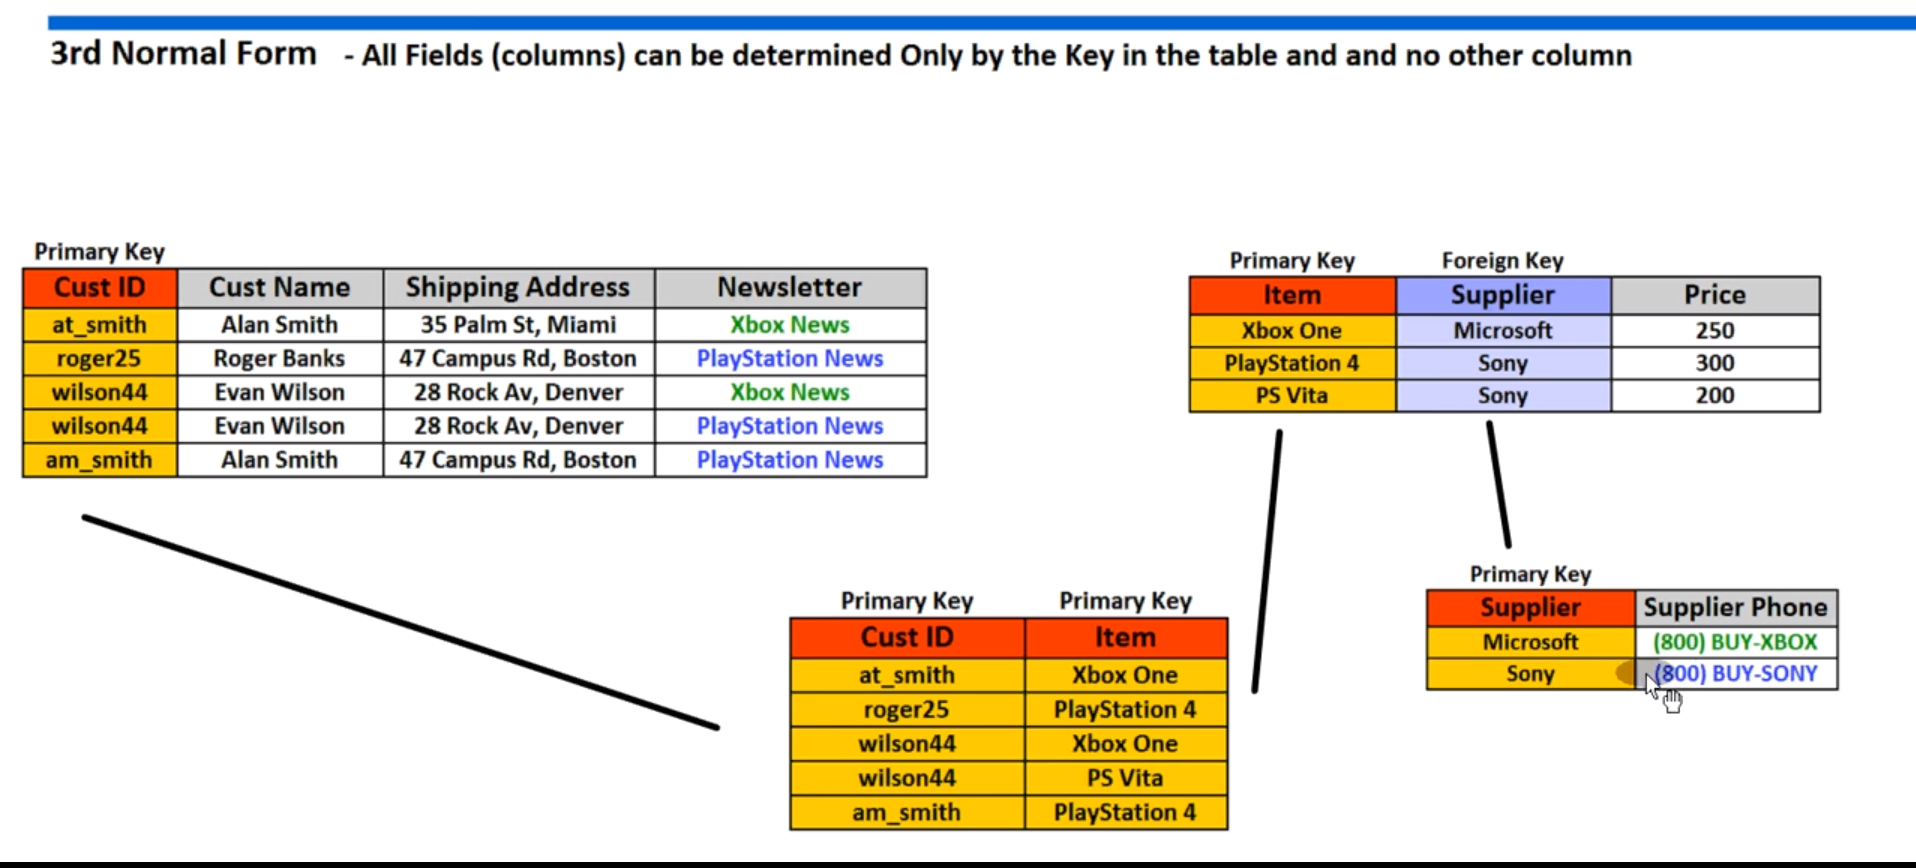 3rd Normal Form - All Fields (columns) can be determined Only by the Key in the table and and no other column
Primary Key
Cust ID Cust Name Shipping Address Newsletter
at_smith Alan Smith 35 Palm St, Miami Xbox News
roger25 Roger Banks 47 Campus Rd, Boston PlayStation News
wilson44 Evan Wilson 28 Rock Av, Denver Xbox News
wilson44 Evan Wilson 28 Rock Av, Denver PlayStation News
am_smith Alan Smith 47 Campus Rd, Boston PlayStation News
Primary Key Foreign Key
Item Supplier Price
Xbox One Microsoft 250
PlayStation 4 Sony 300
PS Vita Sony 200
Primary Key Primary Key
Cust ID Item
at_smith Xbox One
roger25 PlayStation 4
wilson44 Xbox One
wilson44 PS Vita
am_smith PlayStation 4
Primary Key
Supplier Supplier Phone
Microsoft (800) BUY-XBOX
Sony (800) BUY-SONY